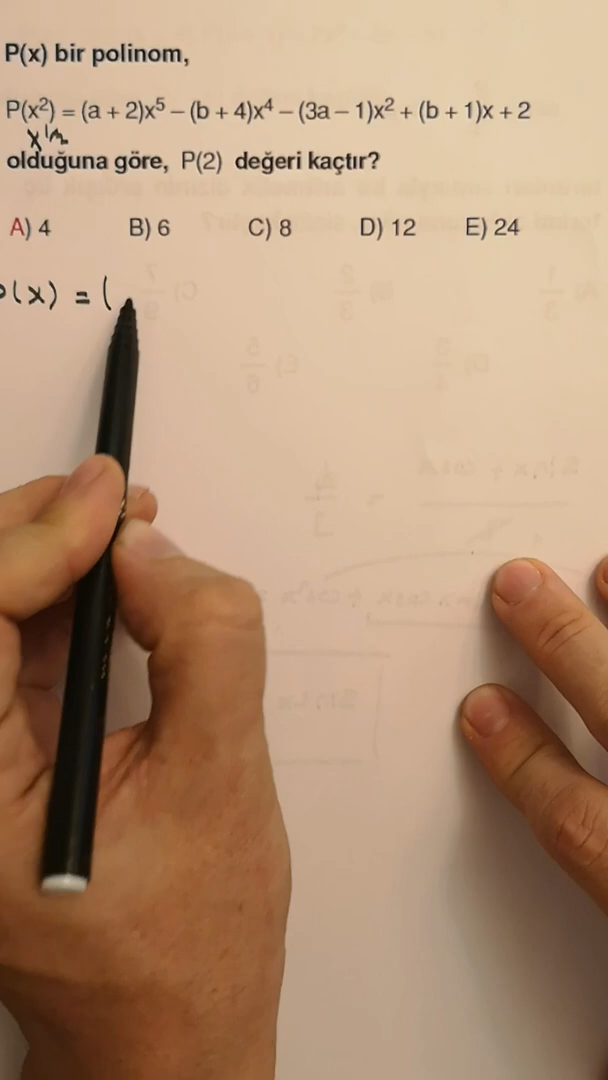 P(x) bir polinom,
P(x²) = (a + 2)x⁵ – (b + 4)x⁴ – (3a – 1)x² + (b + 1)x + 2
x'in
olduğuna göre, P(2) değeri kaçtır?
A) 4 B) 6 C) 8 D) 12 E) 24
P(x) = (